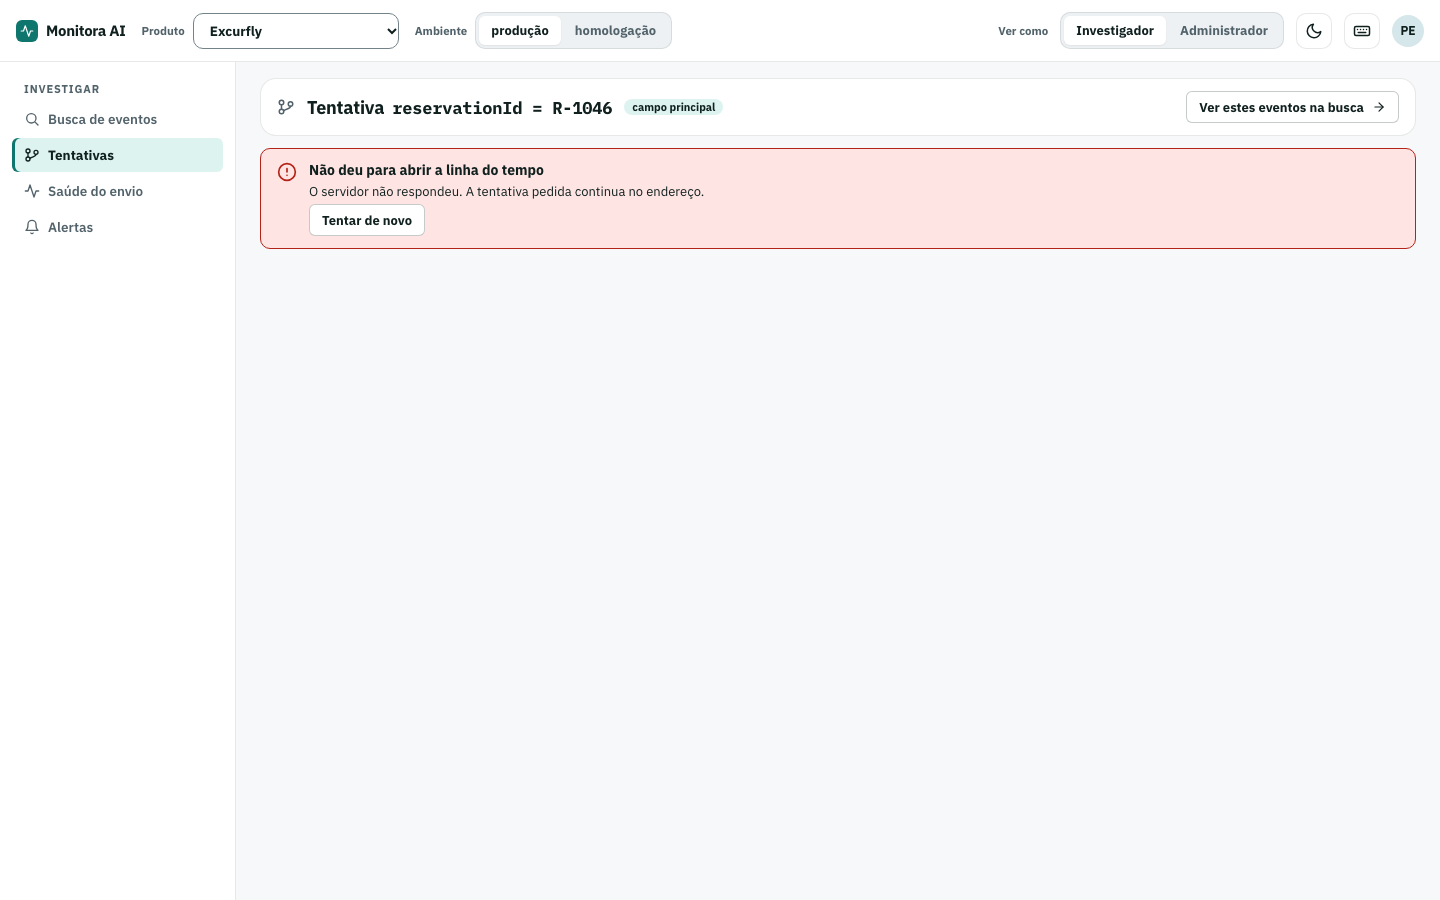 Monitora AI Produto Excurfly Ambiente produção homologação Ver como Investigador Administrador PE
INVESTIGAR
Busca de eventos
Tentativas
Saúde do envio
Alertas
Tentativa reservationId = R-1046 campo principal Ver estes eventos na busca
Não deu para abrir a linha do tempo
O servidor não respondeu. A tentativa pedida continua no endereço.
Tentar de novo